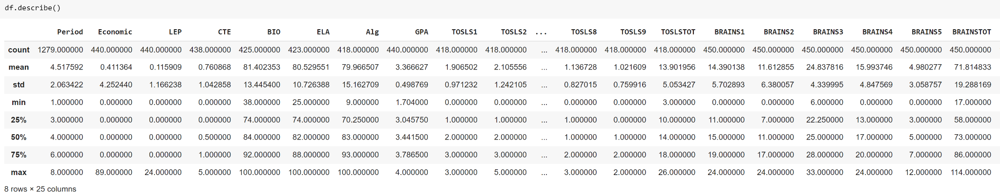 df.describe()
Period Economic LEP CTE BIO ELA Alg GPA TOSLS1 TOSLS2 ... TOSLS8 TOSLS9 TOSLSTOT BRAINS1 BRAINS2 BRAINS3 BRAINS4 BRAINS5 BRAINSTOT
count 1279.000000 440.000000 440.000000 438.000000 425.000000 423.000000 418.000000 440.000000 418.000000 418.000000 ... 418.000000 418.000000 418.000000 450.000000 450.000000 450.000000 450.000000 450.000000 450.000000
mean 4.517592 0.411364 0.115909 0.760868 81.402353 80.529551 79.966507 3.366627 1.906502 2.105556 ... 1.136728 1.021609 13.901956 14.390138 11.612855 24.837816 15.993746 4.980277 71.814833
std 2.063422 4.252440 1.166238 1.042858 13.445400 10.726388 15.162709 0.498769 0.971232 1.242105 ... 0.827015 0.759916 5.053427 5.702893 6.380057 4.339995 4.847569 3.058757 19.288169
min 1.000000 0.000000 0.000000 0.000000 38.000000 25.000000 9.000000 1.704000 0.000000 0.000000 ... 0.000000 0.000000 3.000000 0.000000 0.000000 6.000000 0.000000 0.000000 17.000000
25% 3.000000 0.000000 0.000000 0.000000 74.000000 74.000000 70.250000 3.045750 1.000000 1.000000 ... 1.000000 0.000000 10.000000 11.000000 7.000000 22.250000 13.000000 3.000000 58.000000
50% 4.000000 0.000000 0.000000 0.500000 84.000000 82.000000 83.000000 3.441500 2.000000 2.000000 ... 1.000000 1.000000 14.000000 15.000000 11.000000 25.000000 17.000000 5.000000 73.000000
75% 6.000000 0.000000 0.000000 1.000000 92.000000 88.000000 93.000000 3.786500 3.000000 3.000000 ... 2.000000 2.000000 18.000000 19.000000 17.000000 28.000000 20.000000 7.000000 86.000000
max 8.000000 89.000000 24.000000 5.000000 100.000000 100.000000 100.000000 4.000000 3.000000 5.000000 ... 3.000000 2.000000 26.000000 24.000000 24.000000 33.000000 24.000000 12.000000 114.000000
8 rows × 25 columns